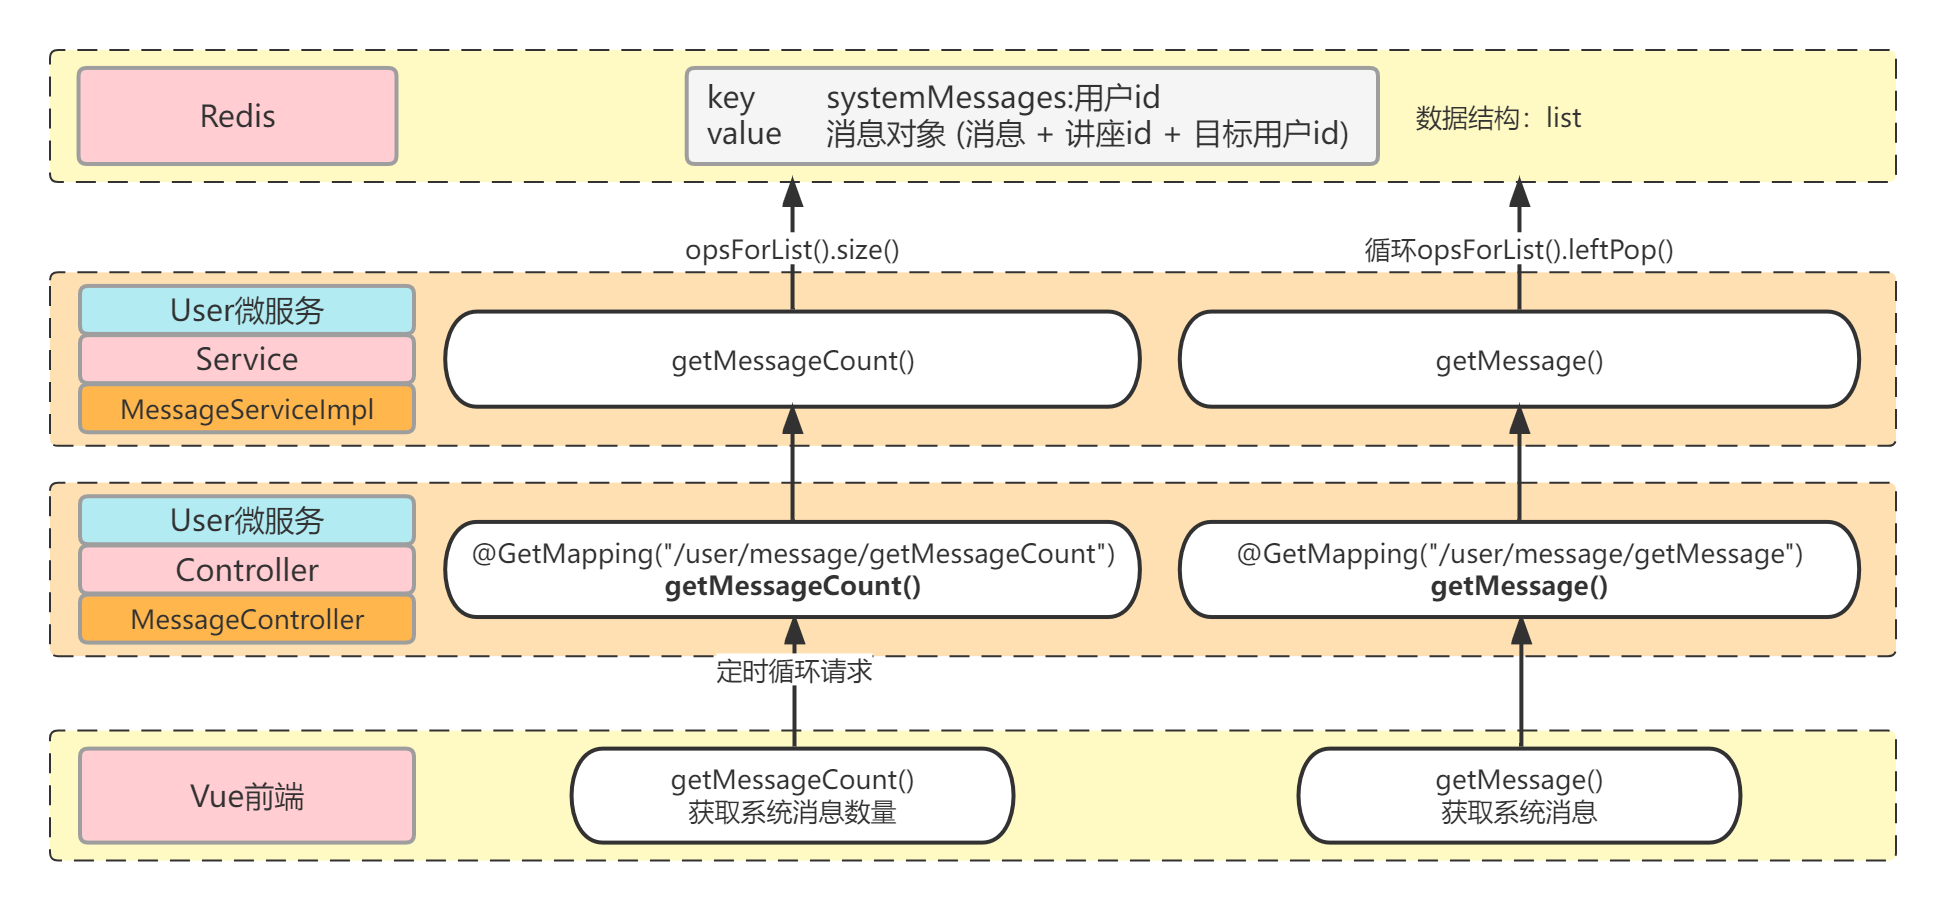 Redis
key systemMessages:用户id
value 消息对象 (消息 + 讲座id + 目标用户id)
数据结构：list
opsForList().size()
循环opsForList().leftPop()
User微服务
Service
MessageServiceImpl
getMessageCount()
getMessage()
User微服务
Controller
MessageController
@GetMapping("/user/message/getMessageCount")
getMessageCount()
@GetMapping("/user/message/getMessage")
getMessage()
定时循环请求
Vue前端
getMessageCount()
获取系统消息数量
getMessage()
获取系统消息